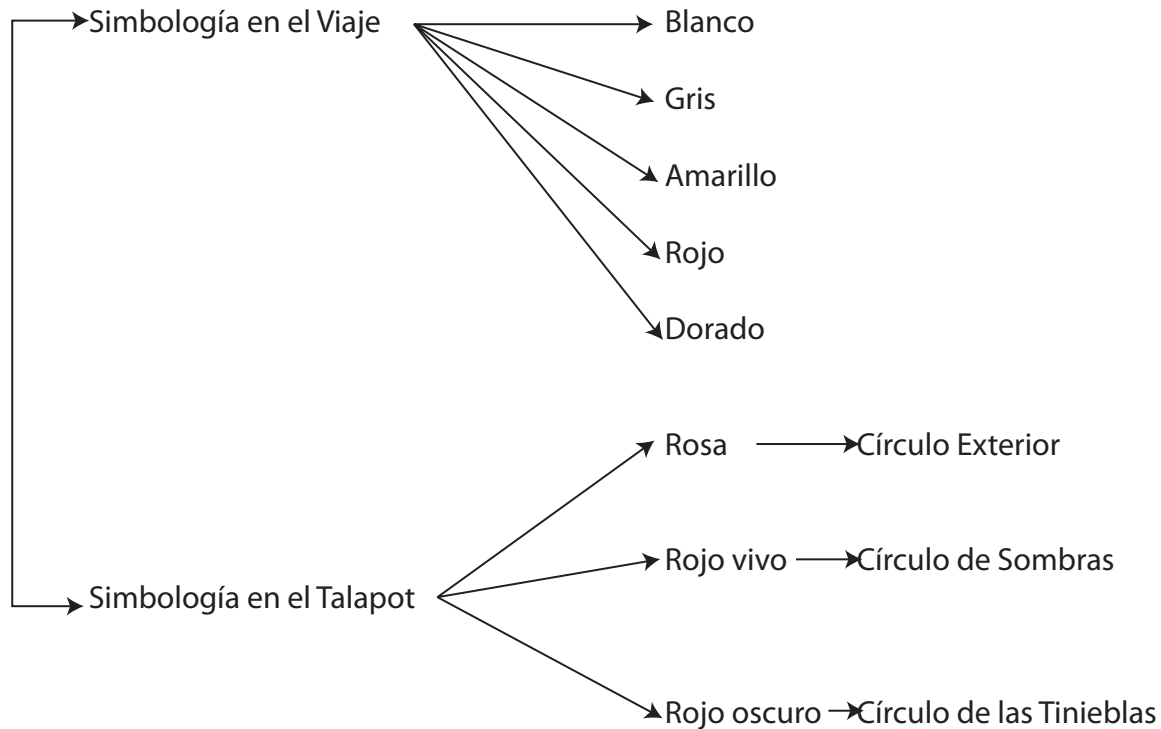 Simbología en el Viaje
Blanco
Gris
Amarillo
Rojo
Dorado
Simbología en el Talapot
Rosa
Círculo Exterior
Rojo vivo
Círculo de Sombras
Rojo oscuro
Círculo de las Tinieblas